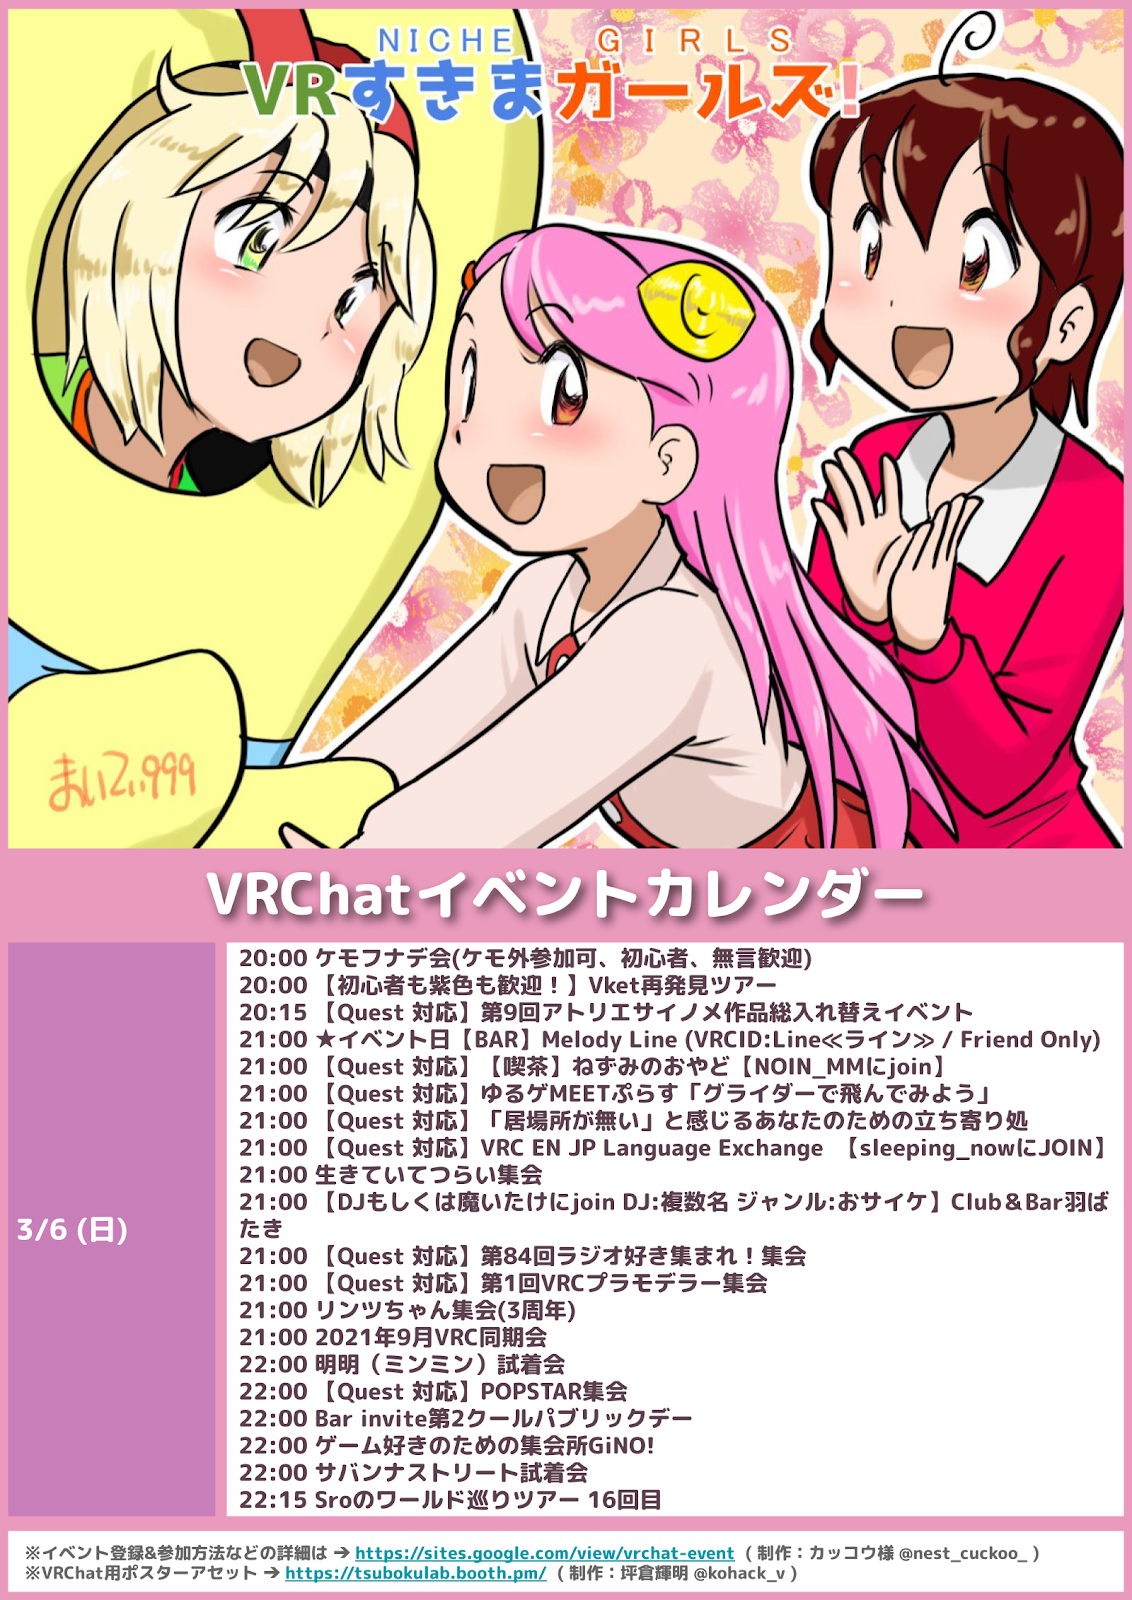 NICHE GIRLS
VRすきまガールズ!
まいてぃ999
VRChatイベントカレンダー
3/6 (日)
20:00 ケモフナデ会(ケモ外参加可、初心者、無言歓迎)
20:00 【初心者も紫色も歓迎！】Vket再発見ツアー
20:15 【Quest 対応】第9回アトリエサイノメ作品総入れ替えイベント
21:00 ★イベント日【BAR】Melody Line (VRCID:Line≪ライン≫ / Friend Only)
21:00 【Quest 対応】【喫茶】ねずみのおやど【NOIN_MMにjoin】
21:00 【Quest 対応】ゆるゲMEETぷらす「グライダーで飛んでみよう」
21:00 【Quest 対応】「居場所が無い」と感じるあなたのための立ち寄り処
21:00 【Quest 対応】VRC EN JP Language Exchange 【sleeping_nowにJOIN】
21:00 生きていてつらい集会
21:00 【DJもしくは魔いたけにjoin DJ:複数名 ジャンル:おサイケ】Club＆Bar羽ば
たき
21:00 【Quest 対応】第84回ラジオ好き集まれ！集会
21:00 【Quest 対応】第1回VRCプラモデラー集会
21:00 リンツちゃん集会(3周年)
21:00 2021年9月VRC同期会
22:00 明明（ミンミン）試着会
22:00 【Quest 対応】POPSTAR集会
22:00 Bar invite第2クールパブリックデー
22:00 ゲーム好きのための集会所GiNO!
22:00 サバンナストリート試着会
22:15 Sroのワールド巡りツアー 16回目
※イベント登録&参加方法などの詳細は → https://sites.google.com/view/vrchat-event ( 制作：カッコウ様 @nest_cuckoo_ )
※VRChat用ポスターアセット → https://tsubokulab.booth.pm/ ( 制作：坪倉輝明 @kohack_v )